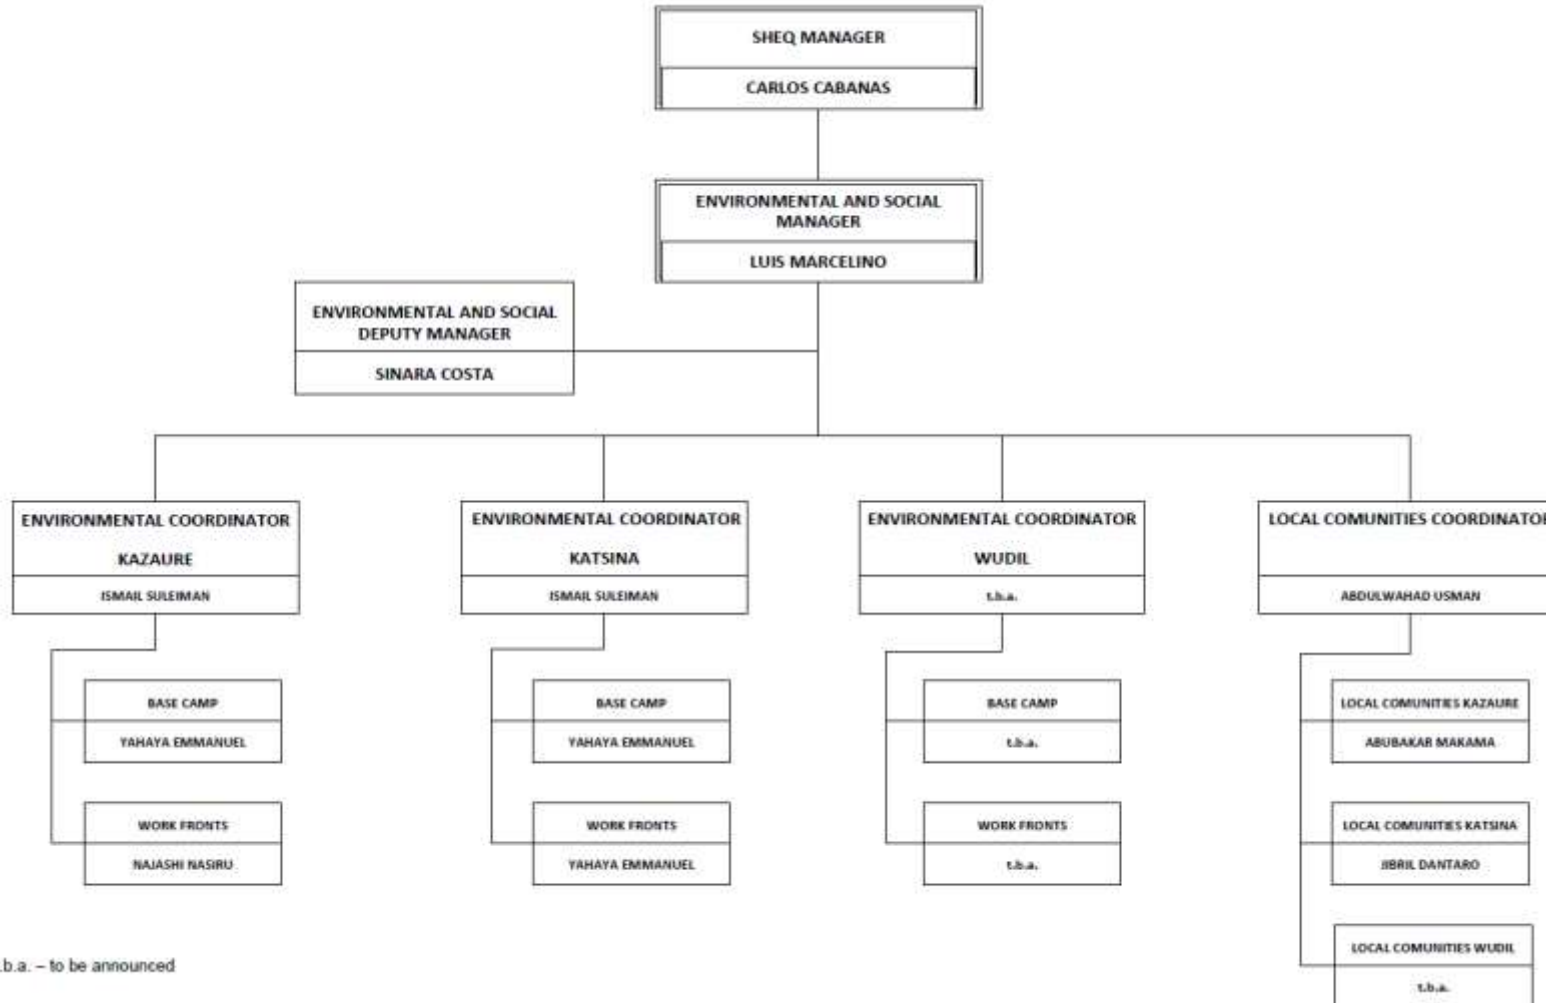 SHEQ MANAGER
CARLOS CABANAS
ENVIRONMENTAL AND SOCIAL
MANAGER
LUIS MARCELINO
ENVIRONMENTAL AND SOCIAL
DEPUTY MANAGER
SINARA COSTA
ENVIRONMENTAL COORDINATOR
KAZAURE
ISMAIL SULEIMAN
BASE CAMP
YAHAYA EMMANUEL
WORK FRONTS
NAJASHI NASIRU
ENVIRONMENTAL COORDINATOR
KATSINA
ISMAIL SULEIMAN
BASE CAMP
YAHAYA EMMANUEL
WORK FRONTS
YAHAYA EMMANUEL
ENVIRONMENTAL COORDINATOR
WUDIL
t.b.a.
BASE CAMP
t.b.a.
WORK FRONTS
t.b.a.
LOCAL COMUNITIES COORDINATO
ABDULWAHAD USMAN
LOCAL COMUNITIES KAZAURE
ABUBAKAR MAKAMA
LOCAL COMUNITIES KATSINA
JIBRIL DANTARO
LOCAL COMUNITIES WUDIL
t.b.a.
.b.a. – to be announced